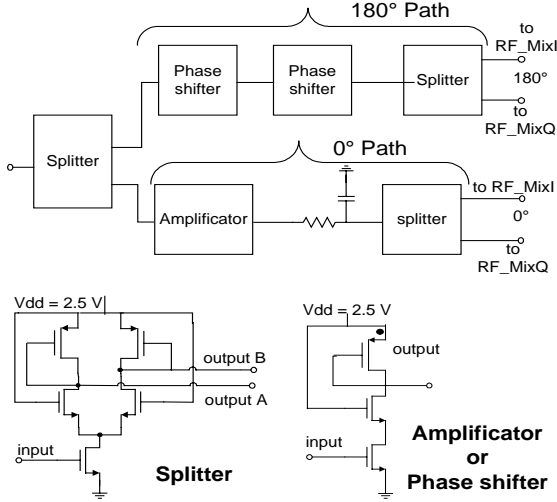 180° Path
to
RF_MixI
180°
to
RF_MixQ
Phase
shifter
Phase
shifter
Splitter
Splitter
0° Path
Amplificator
splitter
to RF_MixI
0°
to
RF_MixQ
Vdd = 2.5 V
output B
output A
input
Splitter
Vdd = 2.5 V
output
input
Amplificator
or
Phase shifter